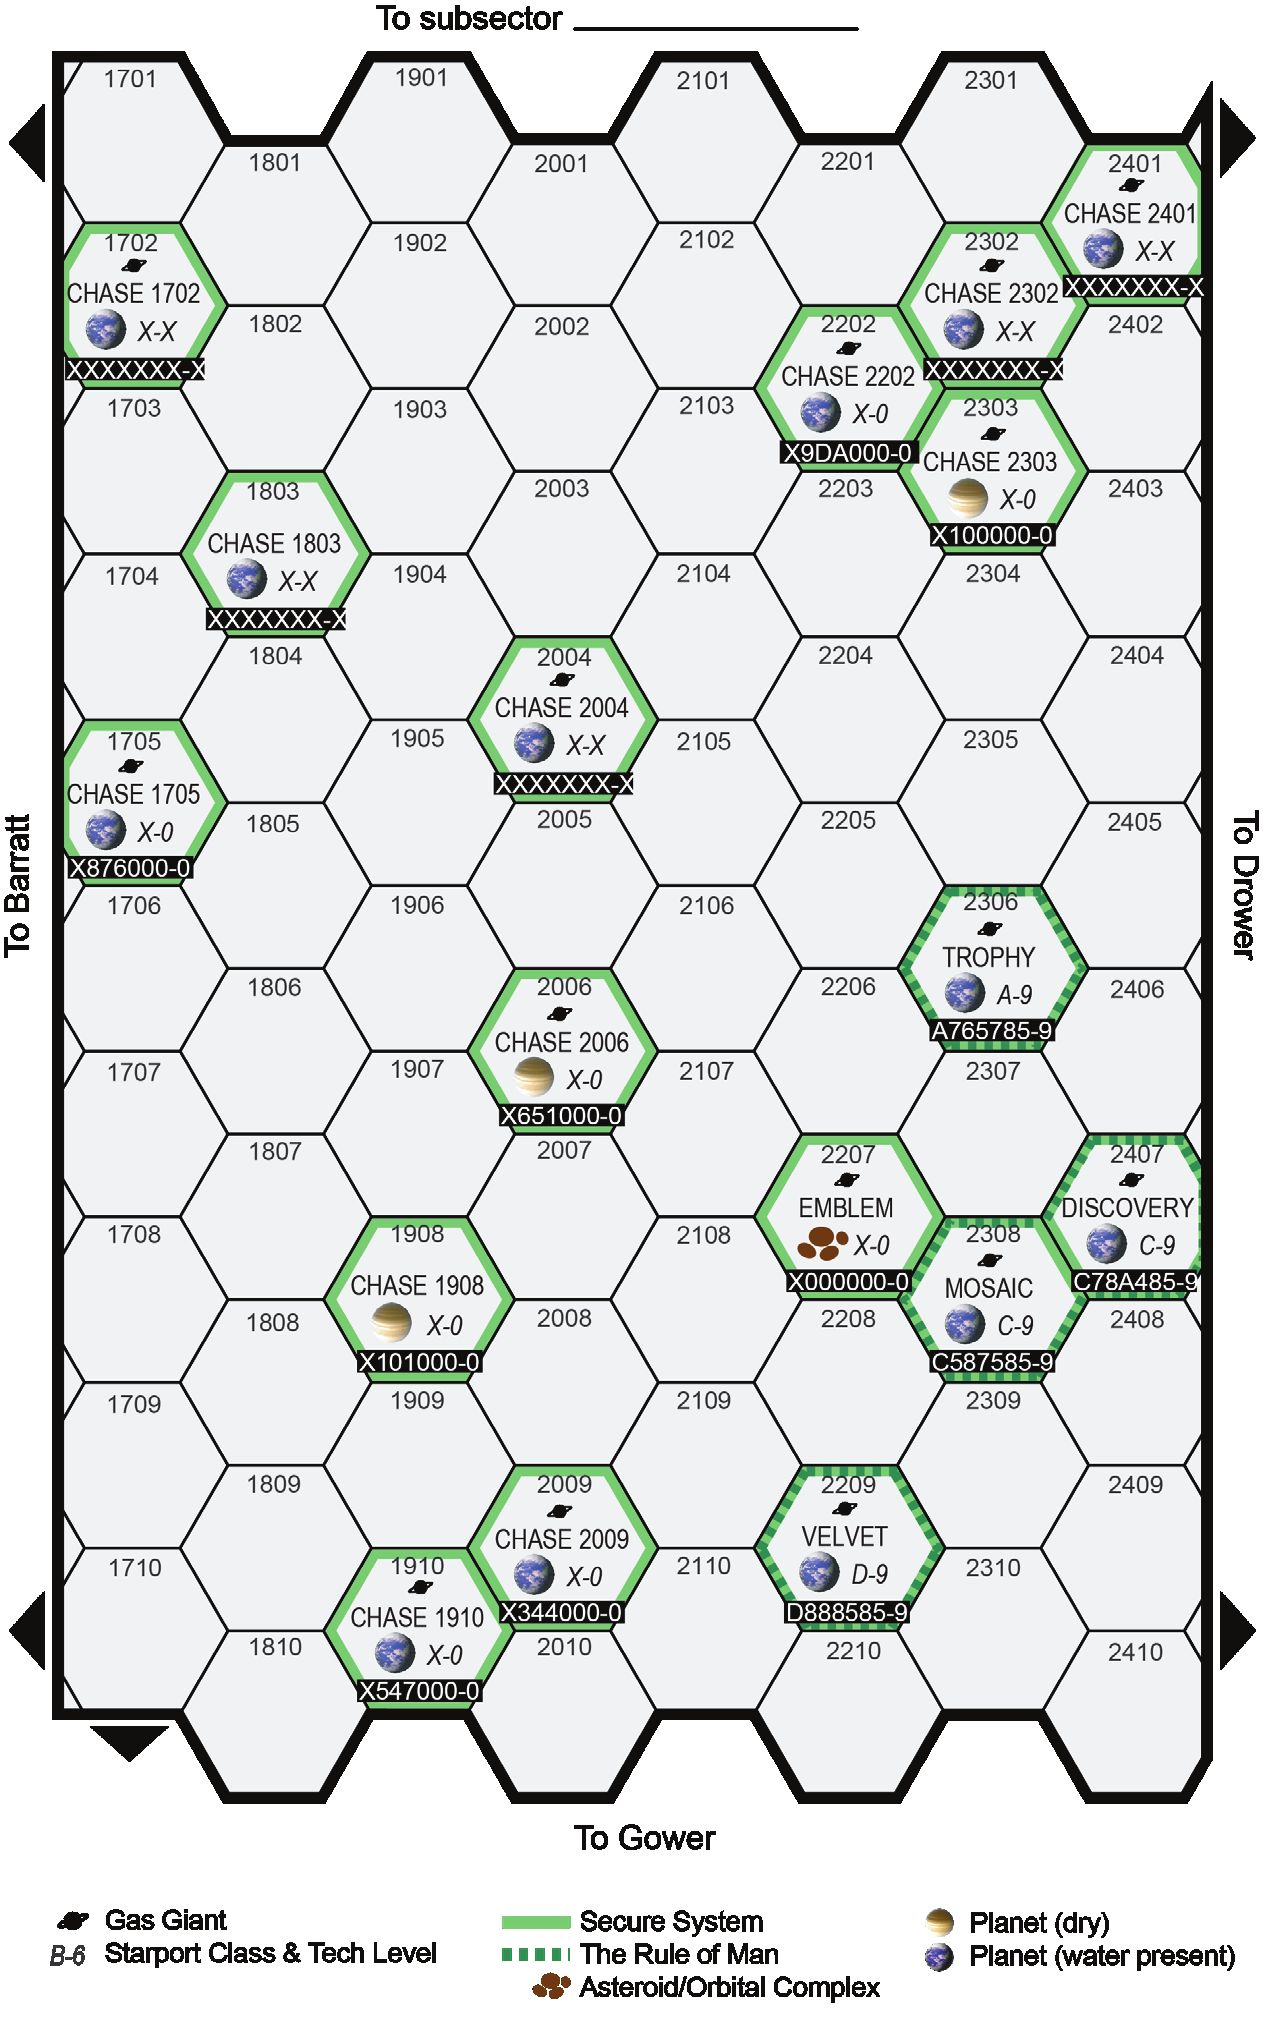 To subsector
1701
1901
2101
2301
1801
2001
2201
2401
CHASE 2401
X-X
XXXXXXX-X
1702
CHASE 1702
X-X
XXXXXXX-X
1902
2102
2302
CHASE 2302
X-X
XXXXXXX-X
1802
2002
2202
CHASE 2202
X-0
X9DA000-0
2402
1703
1903
2103
2303
CHASE 2303
X-0
X100000-0
1803
CHASE 1803
X-X
XXXXXXX-X
2003
2203
2403
1704
1904
2104
2304
1804
2004
CHASE 2004
X-X
XXXXXXX-X
2204
2404
1705
CHASE 1705
X-0
X876000-0
1905
2105
2305
1805
2005
2205
2405
To Barratt
To Drower
1706
1906
2106
2306
TROPHY
A-9
A765785-9
1806
2006
CHASE 2006
X-0
X651000-0
2206
2406
1707
1907
2107
2307
1807
2007
2207
EMBLEM
X-0
X000000-0
2407
DISCOVERY
C-9
C78A485-9
1708
1908
CHASE 1908
X-0
X101000-0
2108
2308
MOSAIC
C-9
C587585-9
1808
2008
2208
2408
1709
1909
2109
2309
1809
2009
CHASE 2009
X-0
X344000-0
2209
VELVET
D-9
D888585-9
2409
1710
1910
CHASE 1910
X-0
X547000-0
2110
2310
1810
2010
2210
2410
To Gower
Gas Giant
B-6 Starport Class & Tech Level
Secure System
The Rule of Man
Asteroid/Orbital Complex
Planet (dry)
Planet (water present)